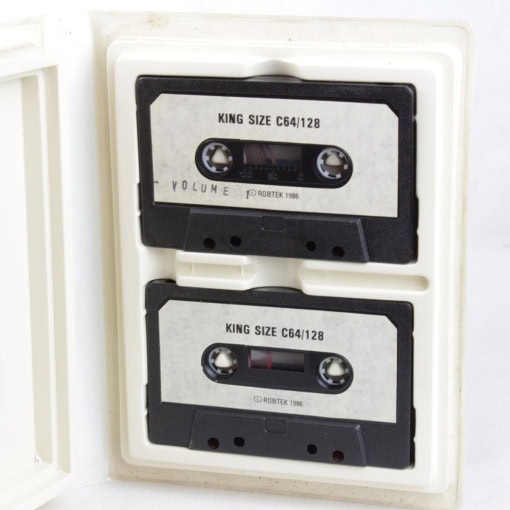 KING SIZE C64/128
VOLUME 1
Ⓒ ROBTEK 1986
KING SIZE C64/128
Ⓒ ROBTEK 1986